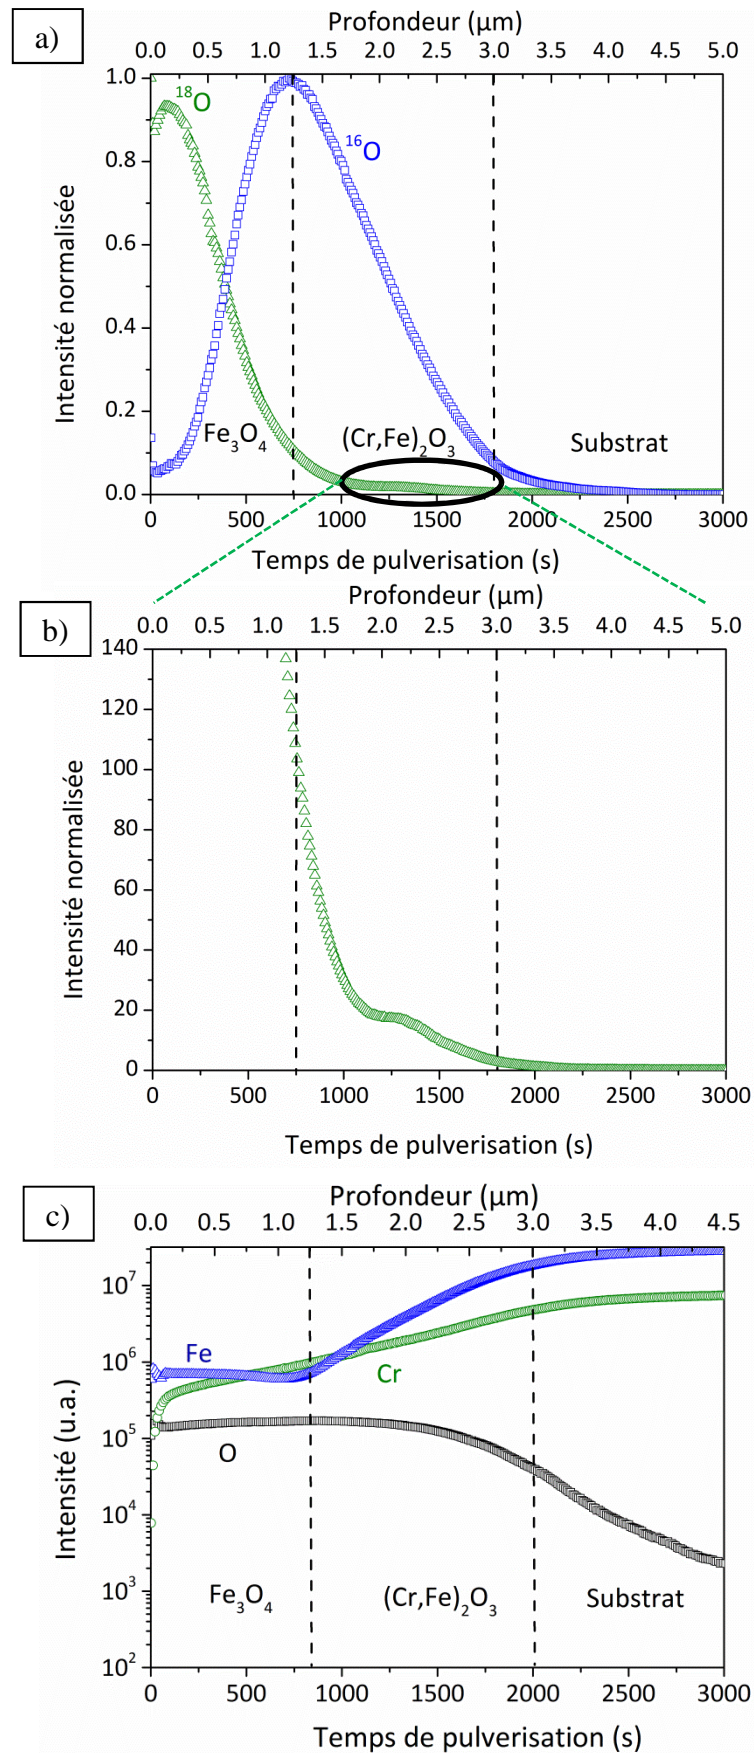 a)
Profondeur (µm)
0.0 0.5 1.0 1.5 2.0 2.5 3.0 3.5 4.0 4.5 5.0
Intensité normalisée
1.0
0.8
0.6
0.4
0.2
0.0
¹⁸O
¹⁶O
Fe₃O₄ (Cr,Fe)₂O₃ Substrat
0 500 1000 1500 2000 2500 3000
Temps de pulverisation (s)
b)
Profondeur (µm)
0.0 0.5 1.0 1.5 2.0 2.5 3.0 3.5 4.0 4.5 5.0
Intensité normalisée
140
120
100
80
60
40
20
0
0 500 1000 1500 2000 2500 3000
Temps de pulverisation (s)
c)
Profondeur (µm)
0.0 0.5 1.0 1.5 2.0 2.5 3.0 3.5 4.0 4.5
Intensité (u.a.)
10⁷
10⁶
10⁵
10⁴
10³
10²
Fe
Cr
O
Fe₃O₄ (Cr,Fe)₂O₃ Substrat
0 500 1000 1500 2000 2500 3000
Temps de pulverisation (s)